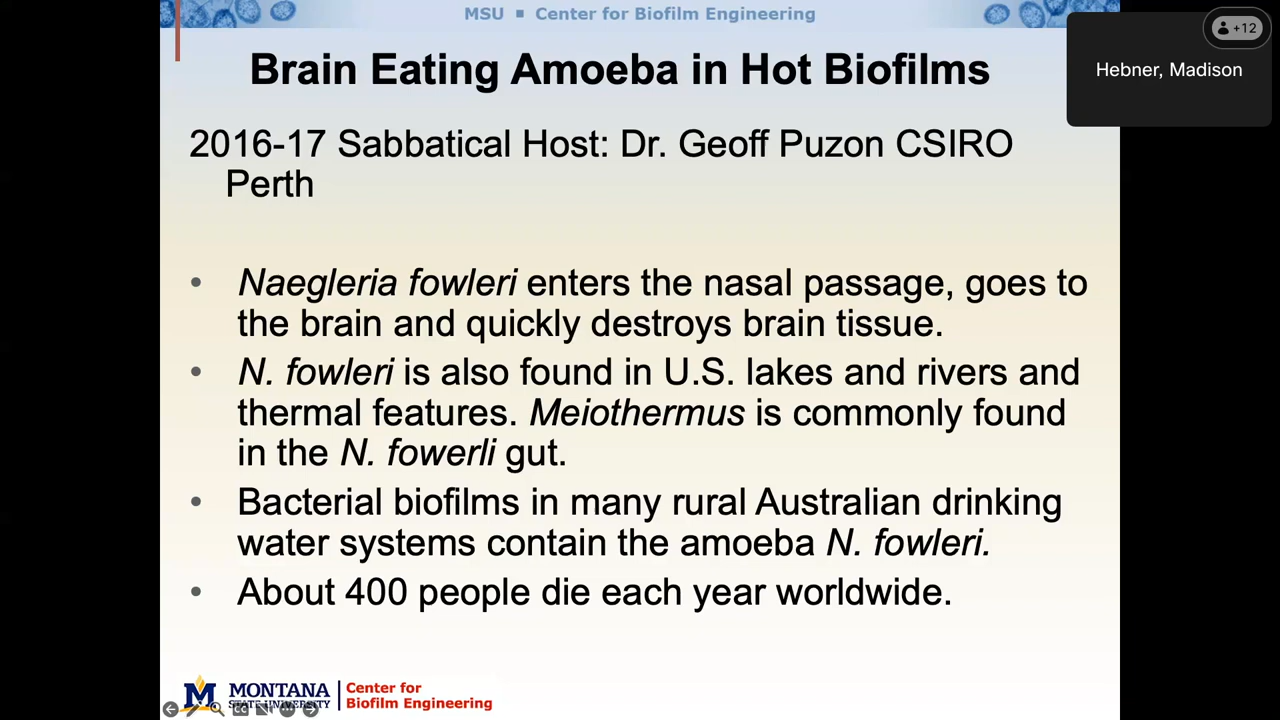 MSU ▪ Center for Biofilm Engineering
+12
Hebner, Madison
Brain Eating Amoeba in Hot Biofilms
2016-17 Sabbatical Host: Dr. Geoff Puzon CSIRO
Perth
• Naegleria fowleri enters the nasal passage, goes to
the brain and quickly destroys brain tissue.
• N. fowleri is also found in U.S. lakes and rivers and
thermal features. Meiothermus is commonly found
in the N. fowerli gut.
• Bacterial biofilms in many rural Australian drinking
water systems contain the amoeba N. fowleri.
• About 400 people die each year worldwide.
M
MONTANA
STATE UNIVERSITY
Center for
Biofilm Engineering
CC